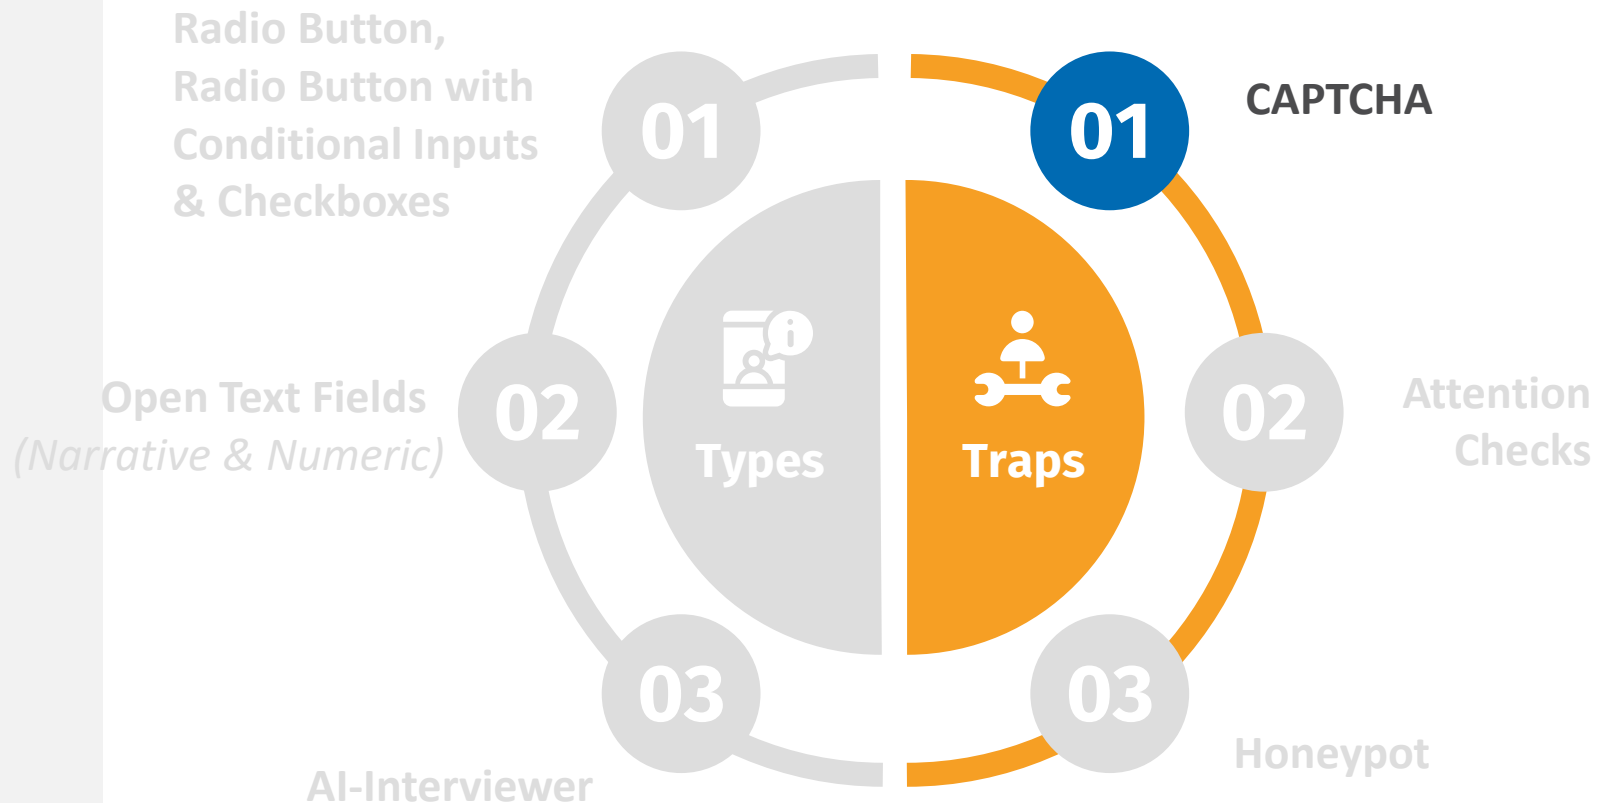 Radio Button,
Radio Button with
Conditional Inputs
& Checkboxes
01
Open Text Fields
(Narrative & Numeric)
02
AI-Interviewer
03
Types
Traps
01
CAPTCHA
02
Attention
Checks
03
Honeypot